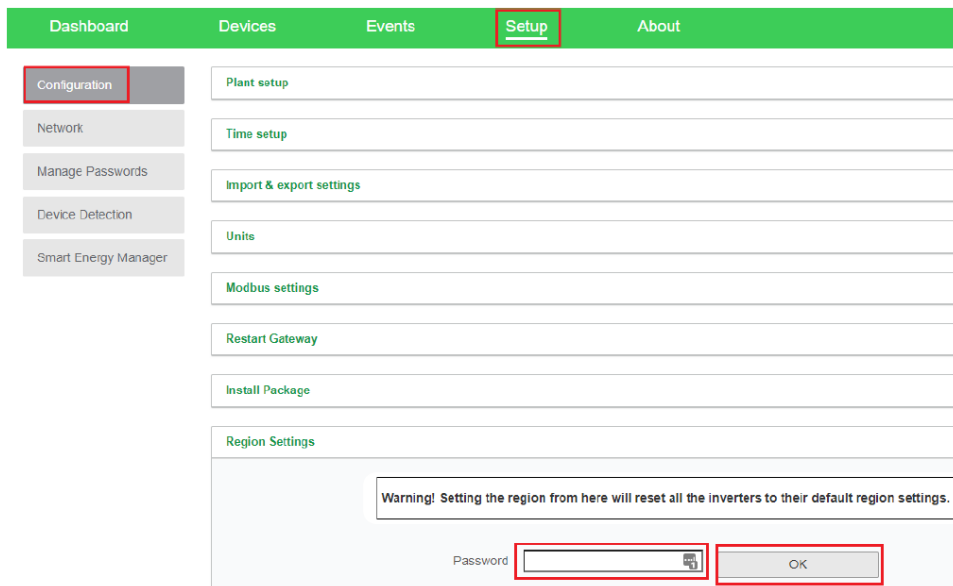 Dashboard Devices Events Setup About
Configuration
Network
Manage Passwords
Device Detection
Smart Energy Manager
Plant setup
Time setup
Import & export settings
Units
Modbus settings
Restart Gateway
Install Package
Region Settings
Warning! Setting the region from here will reset all the inverters to their default region settings.
Password
OK